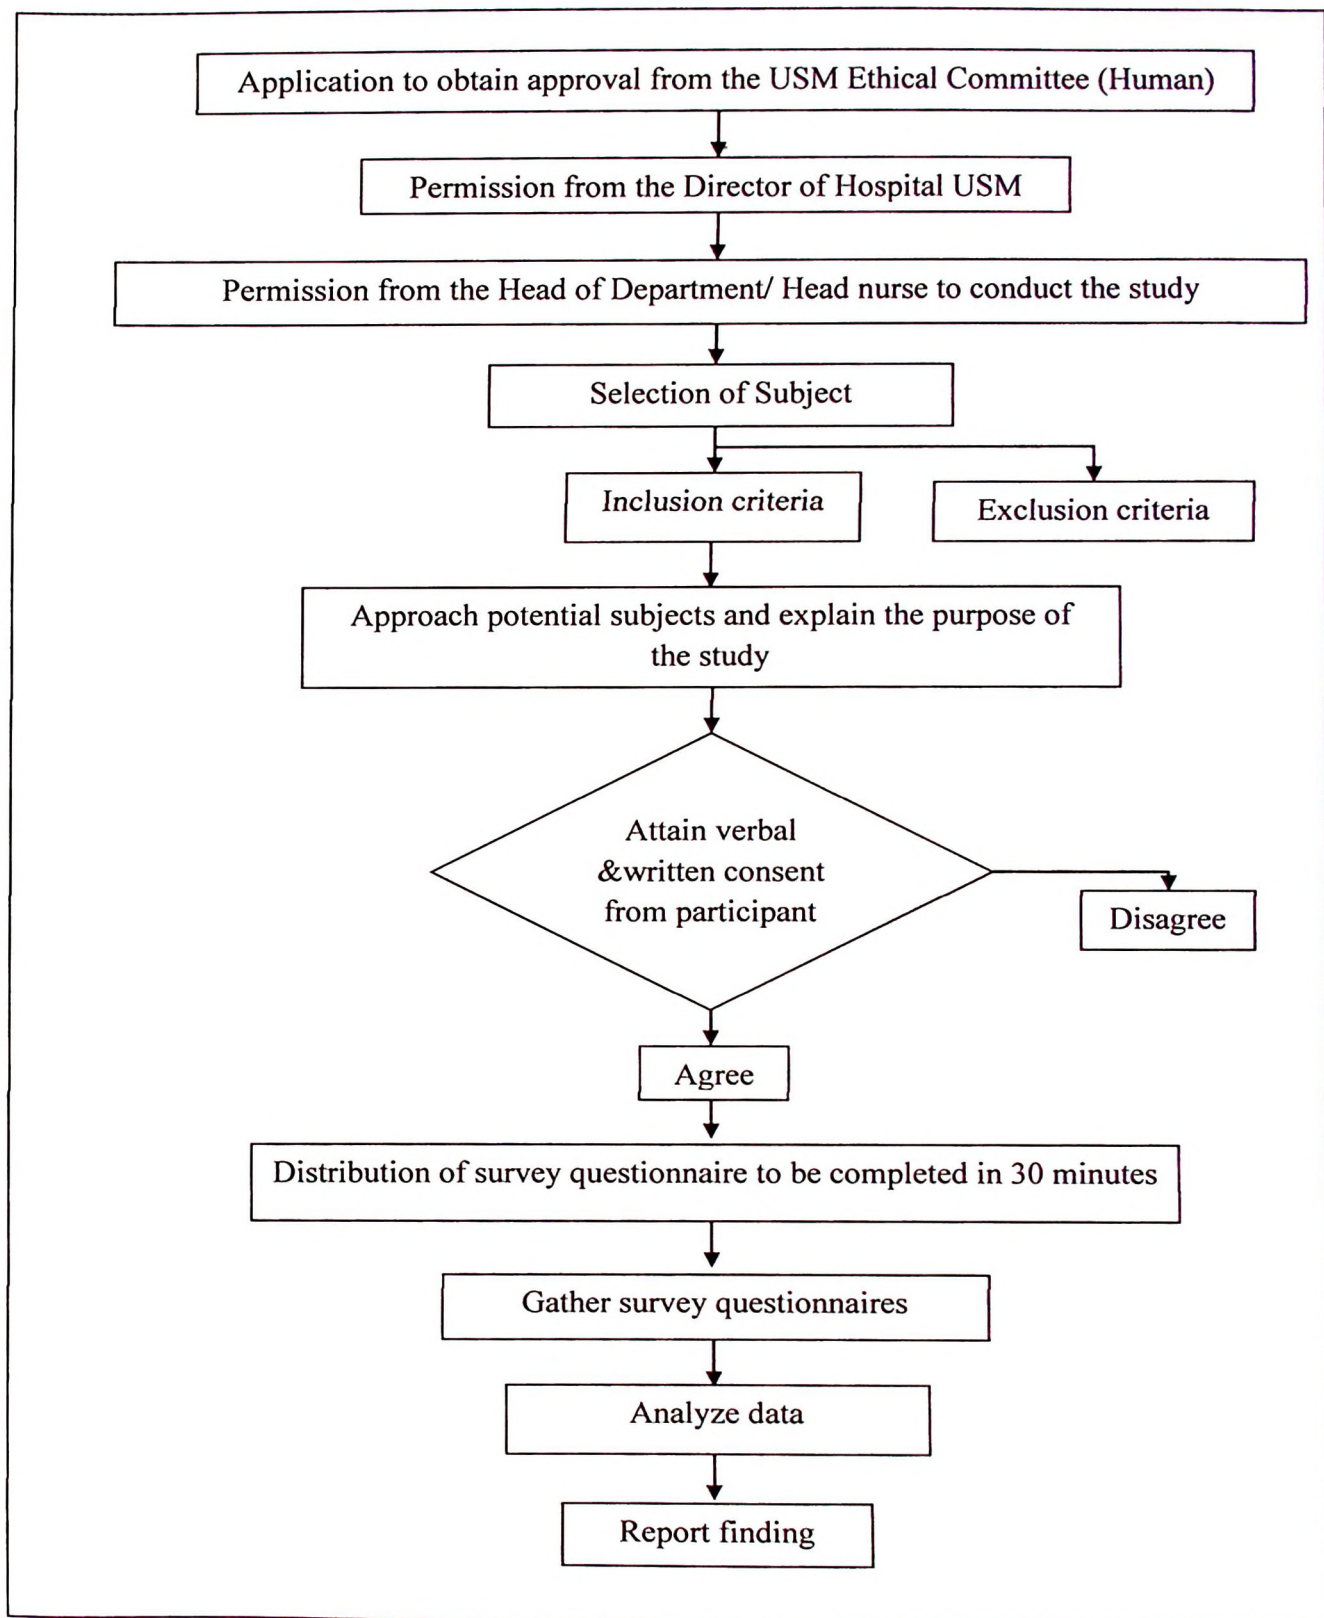 Application to obtain approval from the USM Ethical Committee (Human)
Permission from the Director of Hospital USM
Permission from the Head of Department/ Head nurse to conduct the study
Selection of Subject
Inclusion criteria
Exclusion criteria
Approach potential subjects and explain the purpose of
the study
Attain verbal
&written consent
from participant
Disagree
Agree
Distribution of survey questionnaire to be completed in 30 minutes
Gather survey questionnaires
Analyze data
Report finding